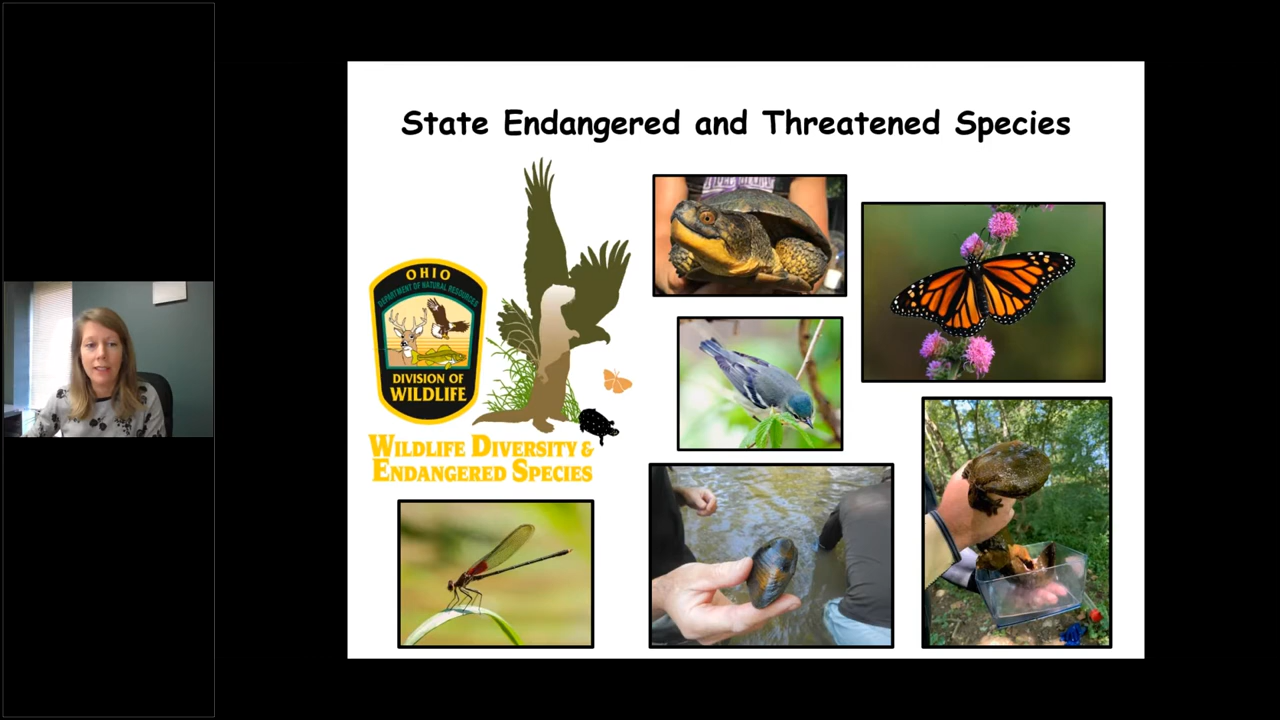 State Endangered and Threatened Species
OHIO
DEPARTMENT OF NATURAL RESOURCES
DIVISION OF
WILDLIFE
WILDLIFE DIVERSITY &
ENDANGERED SPECIES